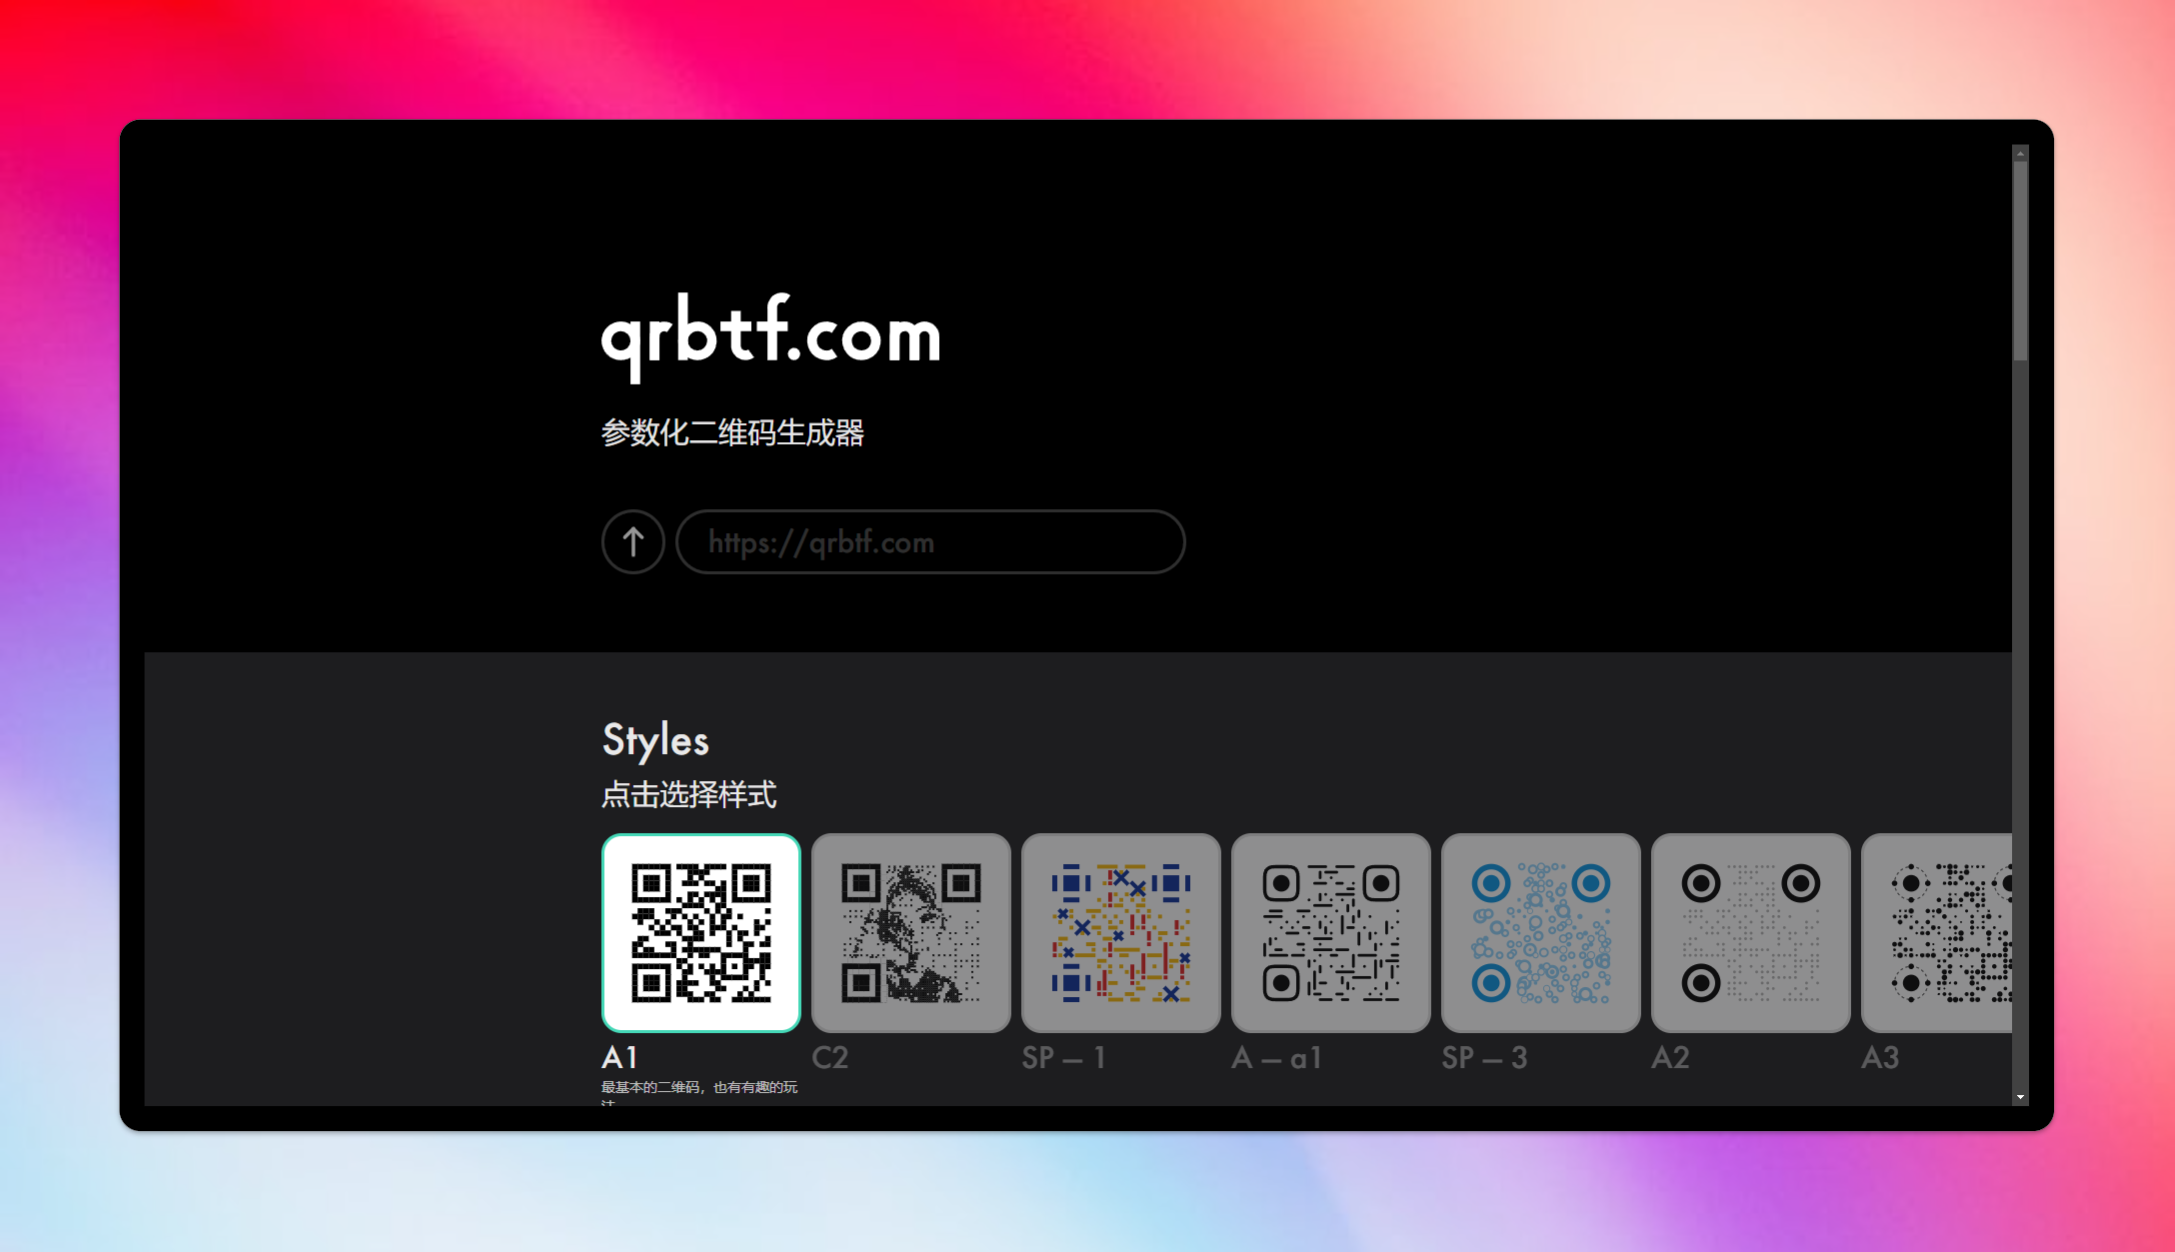 qrbtf.com
参数化二维码生成器
https://qrbtf.com
Styles
点击选择样式
A1
C2
SP – 1
A – a1
SP – 3
A2
A3
最基本的二维码，也有有趣的玩